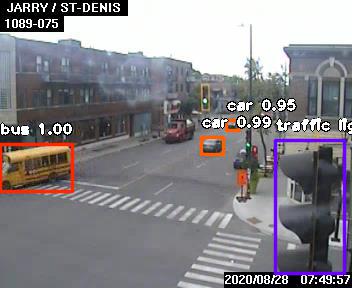 JARRY / ST-DENIS
1089-075
car 0.95
bus 1.00
car 0.99
traffic lig
2020/08/28 07:49:57